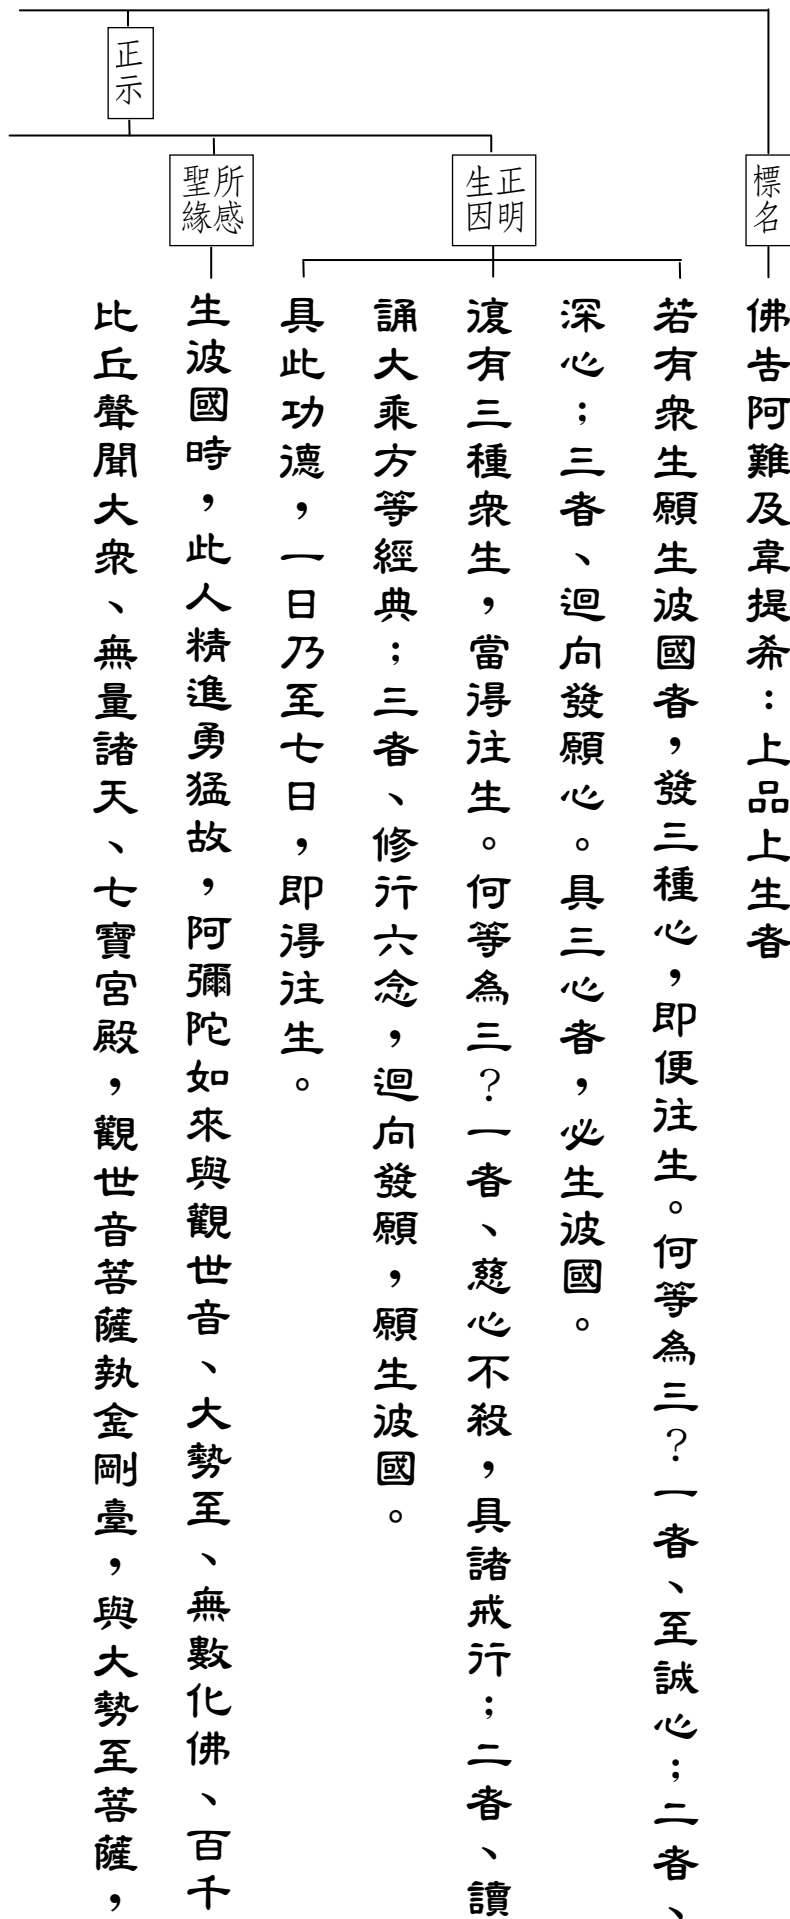 標名
佛告阿難及韋提希：上品上生者
正示
正明
生因
若有眾生願生彼國者，發三種心，即便往生。何等為三？一者、至誠心；二者、
深心；三者、迴向發願心。具三心者，必生彼國。
復有三種眾生，當得往生。何等為三？一者、慈心不殺，具諸戒行；二者、讀
誦大乘方等經典；三者、修行六念，迴向發願，願生彼國。
具此功德，一日乃至七日，即得往生。
所感
聖緣
生彼國時，此人精進勇猛故，阿彌陀如來與觀世音、大勢至、無數化佛、百千
比丘聲聞大眾、無量諸天、七寶宮殿，觀世音菩薩執金剛臺，與大勢至菩薩，